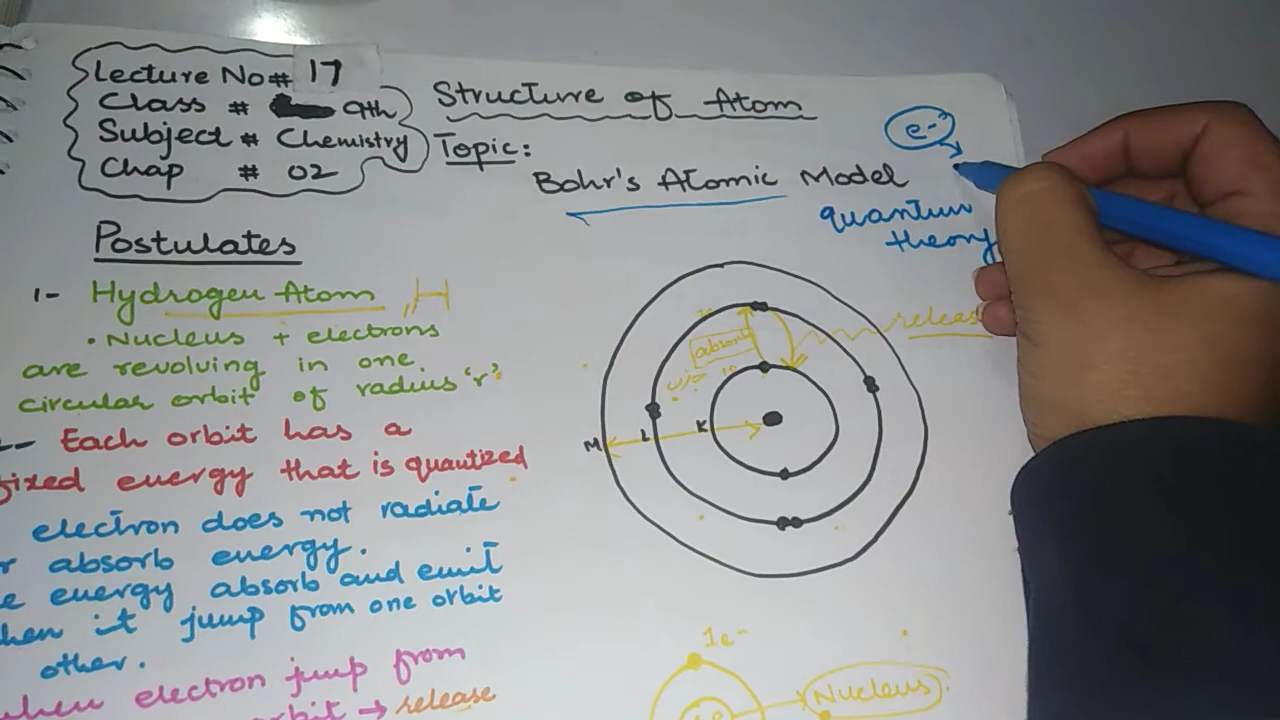 Lecture No# 17
Class # 9th
Subject # Chemistry
Chap # 02
Structure of Atom
Topic:
Bohr's Atomic Model
e-
quantum
theory
Postulates
1- Hydrogen Atom, H
• Nucleus + electrons
are revolving in one
circular orbit of radius 'r'
Each orbit has a
fixed energy that is quantized
electron does not radiate
absorb energy.
energy absorb and emit
it jump from one orbit
other.
when electron jump from
→ release
absorb
releas
جذب
K
L
M
1e-
Nucleus